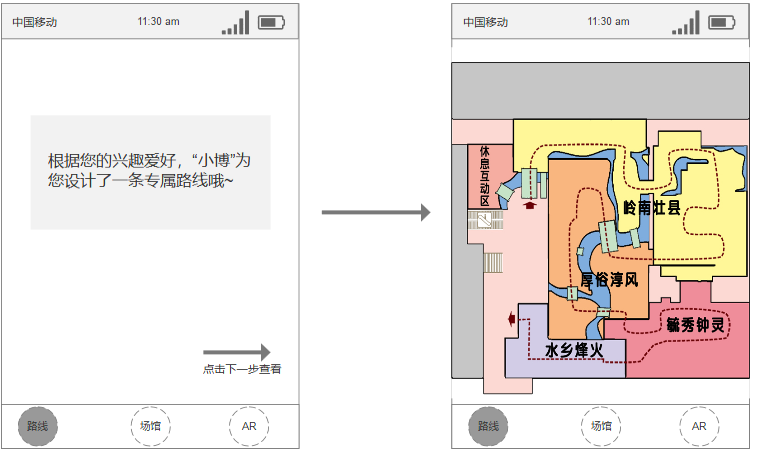 中国移动
11:30 am
根据您的兴趣爱好，“小博”为
您设计了一条专属路线哦~
点击下一步查看
路线
场馆
AR
中国移动
11:30 am
休息互动区
岭南壮县
厚俗淳风
毓秀钟灵
水乡烽火
路线
场馆
AR